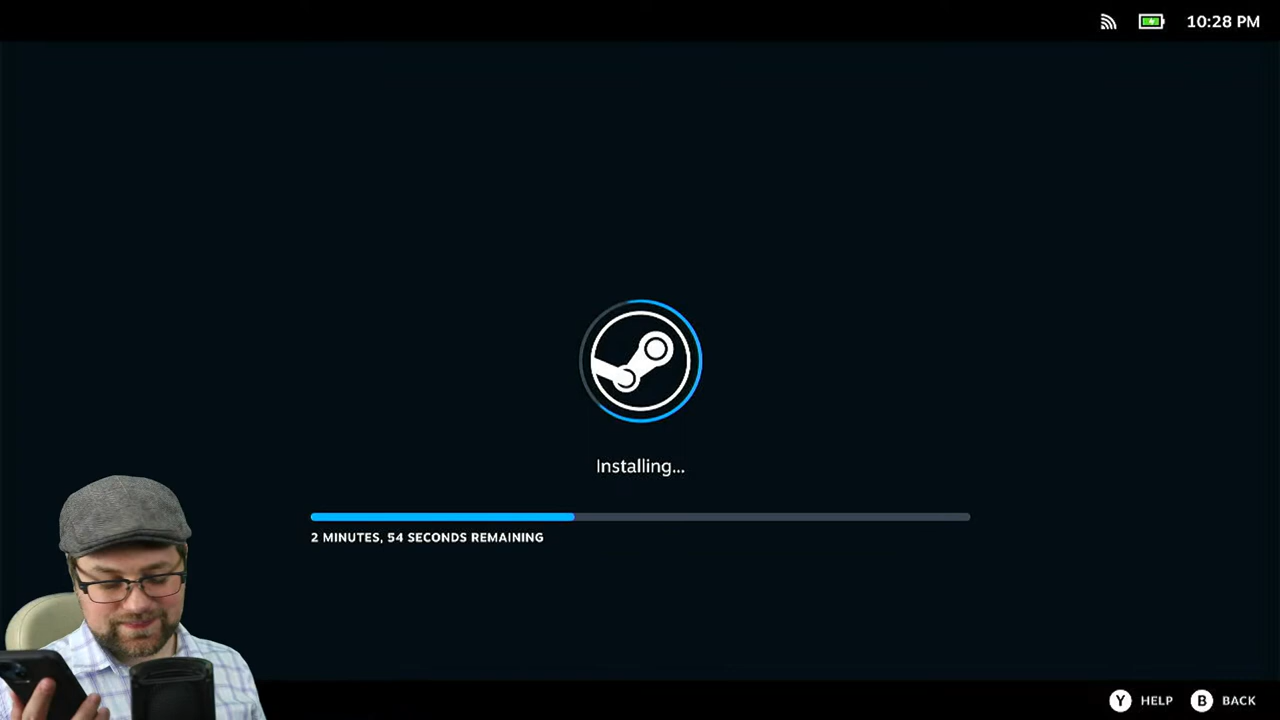 10:28 PM
Installing...
2 MINUTES, 54 SECONDS REMAINING
Y HELP B BACK